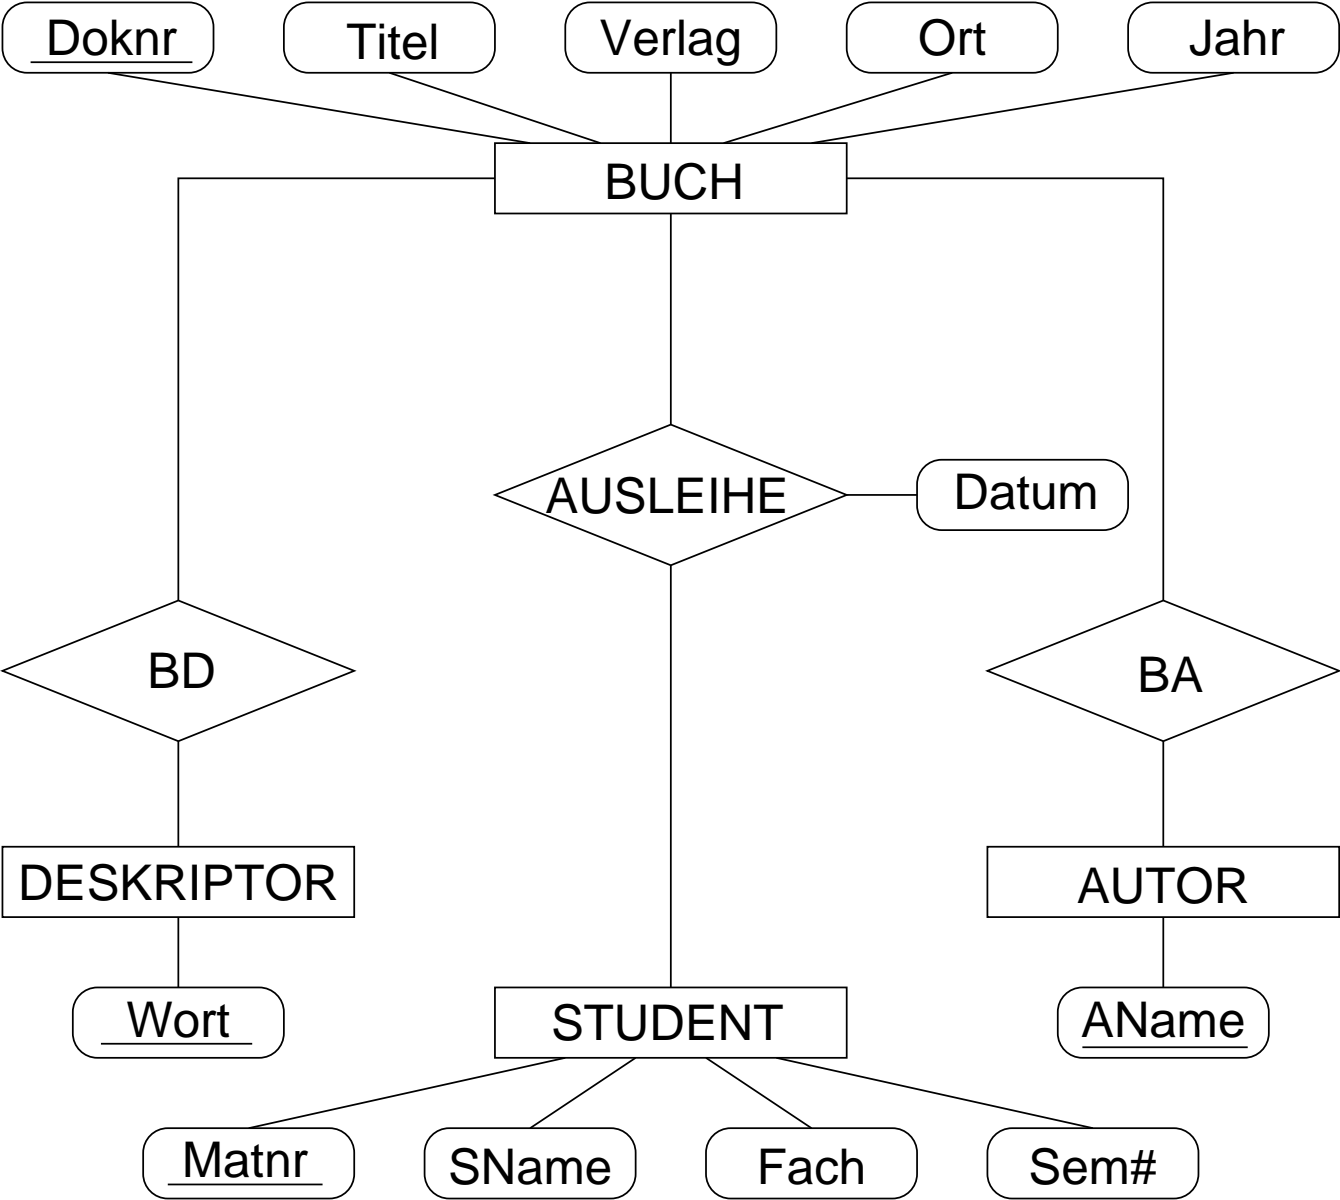 Doknr
Titel
Verlag
Ort
Jahr
BUCH
AUSLEIHE
Datum
BD
BA
DESKRIPTOR
AUTOR
Wort
STUDENT
AName
Matnr
SName
Fach
Sem#